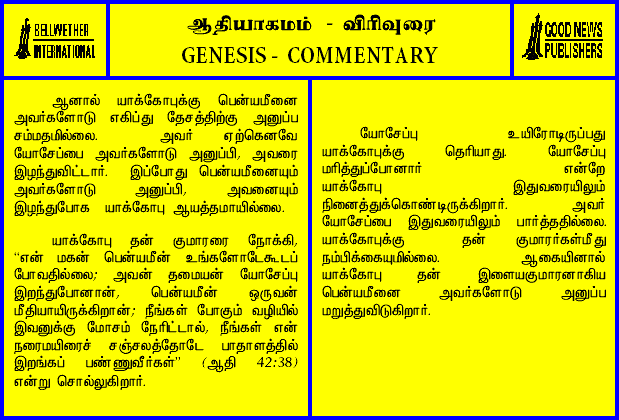 BELLWETHER
INTERNATIONAL
ஆதியாகமம் - விரிவுரை
GENESIS - COMMENTARY
GOOD NEWS
PUBLISHERS
ஆனால் யாக்கோபுக்கு பென்யமீனை
அவர்களோடு எகிப்து தேசத்திற்கு அனுப்ப
சம்மதமில்லை. அவர் ஏற்கெனவே
யோசேப்பை அவர்களோடு அனுப்பி, அவரை
இழந்துவிட்டார். இப்போது பென்யமீனையும்
அவர்களோடு அனுப்பி, அவனையும்
இழந்துபோக யாக்கோபு ஆயத்தமாயில்லை.
யாக்கோபு தன் குமாரரை நோக்கி,
“என் மகன் பென்யமீன் உங்களோடேகூடப்
போவதில்லை; அவன் தமையன் யோசேப்பு
இறந்துபோனான், பென்யமீன் ஒருவன்
மீதியாயிருக்கிறான்; நீங்கள் போகும் வழியில்
இவனுக்கு மோசம் நேரிட்டால், நீங்கள் என்
நரைமயிரைச் சஞ்சலத்தோடே பாதாளத்தில்
இறங்கப் பண்ணுவீர்கள்” (ஆதி 42:38)
என்று சொல்லுகிறார்.
யோசேப்பு உயிரோடிருப்பது
யாக்கோபுக்கு தெரியாது. யோசேப்பு
மரித்துப்போனார் என்றே
யாக்கோபு இதுவரையிலும்
நினைத்துக்கொண்டிருக்கிறார். அவர்
யோசேப்பை இதுவரையிலும் பார்த்ததில்லை.
யாக்கோபுக்கு தன் குமாரர்கள்மீது
நம்பிக்கையுமில்லை. ஆகையினால்
யாக்கோபு தன் இளையகுமாரனாகிய
பென்யமீனை அவர்களோடு அனுப்ப
மறுத்துவிடுகிறார்.